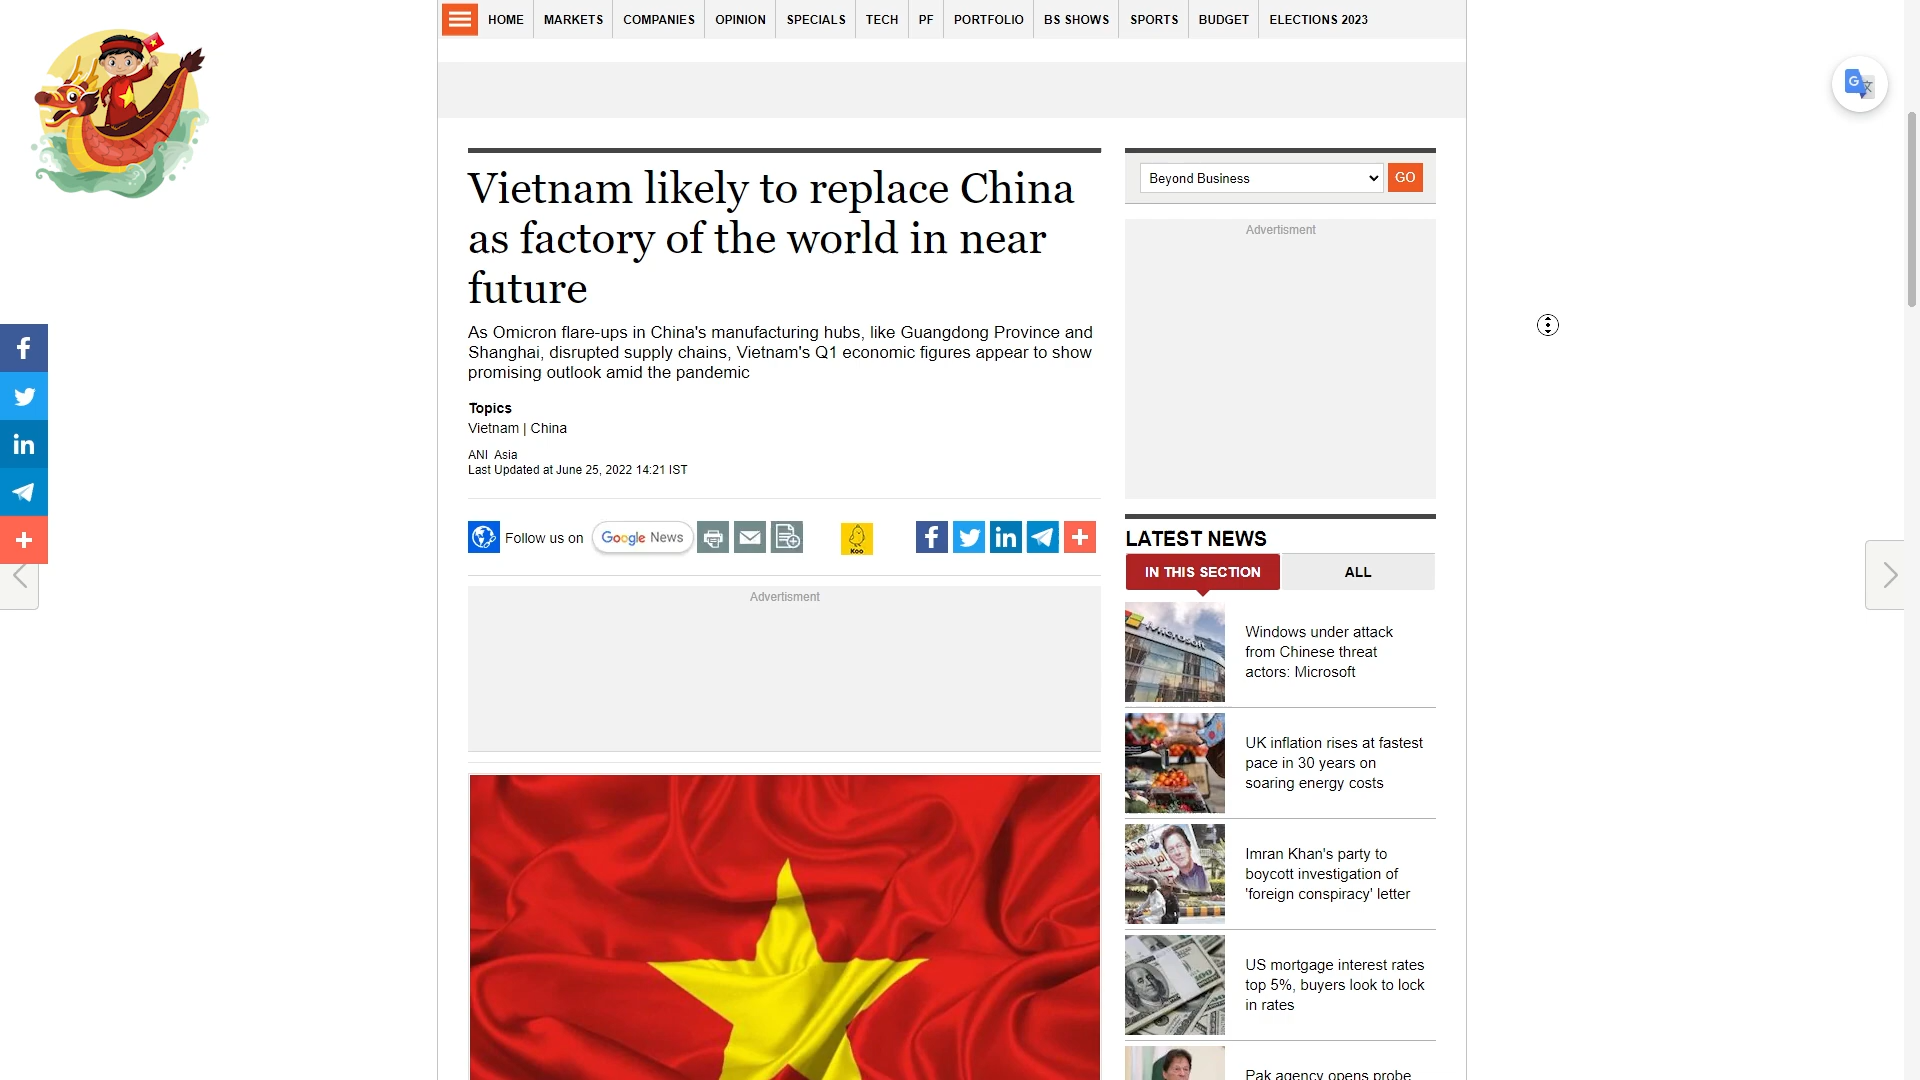 HOME
MARKETS
COMPANIES
OPINION
SPECIALS
TECH
PF
PORTFOLIO
BS SHOWS
SPORTS
BUDGET
ELECTIONS 2023
Vietnam likely to replace China
as factory of the world in near
future
As Omicron flare-ups in China's manufacturing hubs, like Guangdong Province and
Shanghai, disrupted supply chains, Vietnam's Q1 economic figures appear to show
promising outlook amid the pandemic
Topics
Vietnam | China
ANI Asia
Last Updated at June 25, 2022 14:21 IST
Follow us on
Google News
Koo
Advertisment
Beyond Business
GO
Advertisment
LATEST NEWS
IN THIS SECTION
ALL
Microsoft
Windows under attack
from Chinese threat
actors: Microsoft
UK inflation rises at fastest
pace in 30 years on
soaring energy costs
Imran Khan's party to
boycott investigation of
'foreign conspiracy' letter
US mortgage interest rates
top 5%, buyers look to lock
in rates
Pak agency opens probe